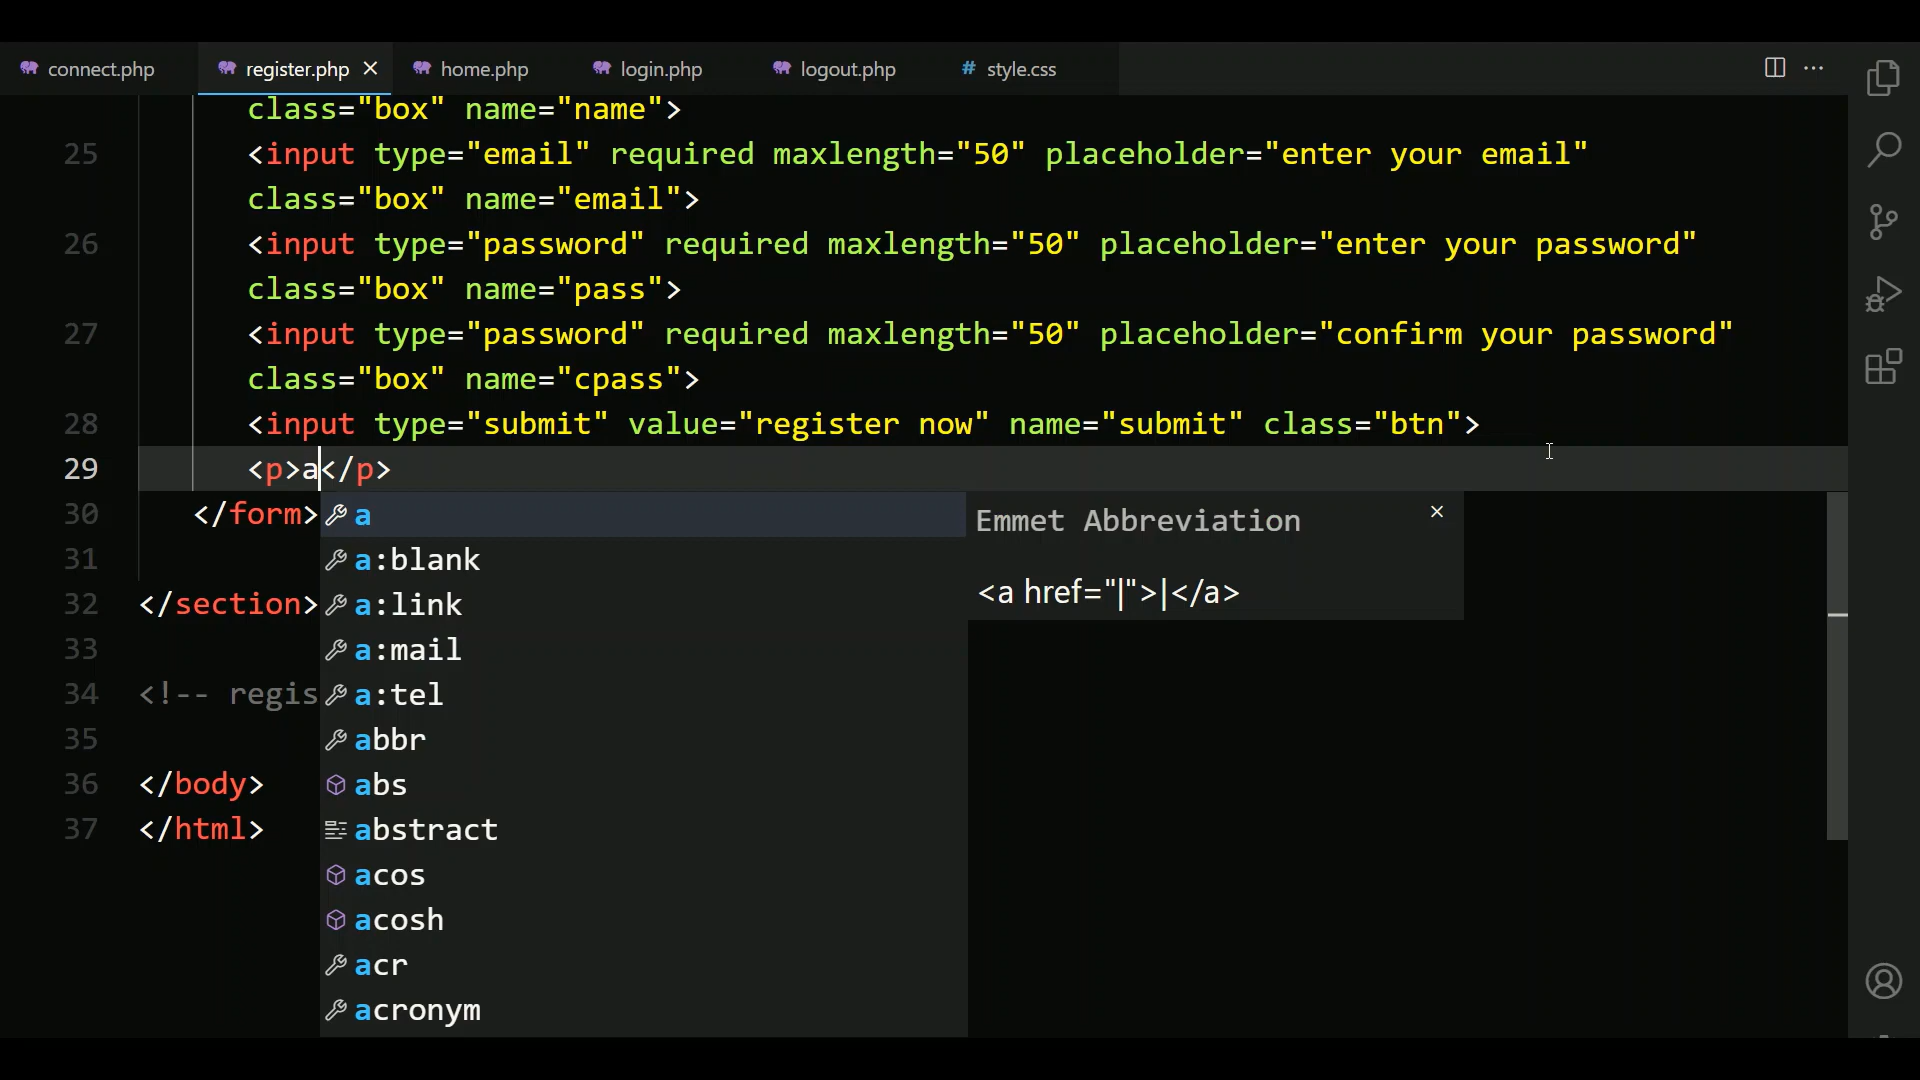 connect.php register.php home.php login.php logout.php # style.css
class="box" name="name">
25 <input type="email" required maxlength="50" placeholder="enter your email"
class="box" name="email">
26 <input type="password" required maxlength="50" placeholder="enter your password"
class="box" name="pass">
27 <input type="password" required maxlength="50" placeholder="confirm your password"
class="box" name="cpass">
28 <input type="submit" value="register now" name="submit" class="btn">
29 <p>a</p>
30 </form>
31
32 </section>
33
34 <!-- regis
35
36 </body>
37 </html>
a
a:blank
a:link
a:mail
a:tel
abbr
abs
abstract
acos
acosh
acr
acronym
Emmet Abbreviation
<a href="|">|</a>